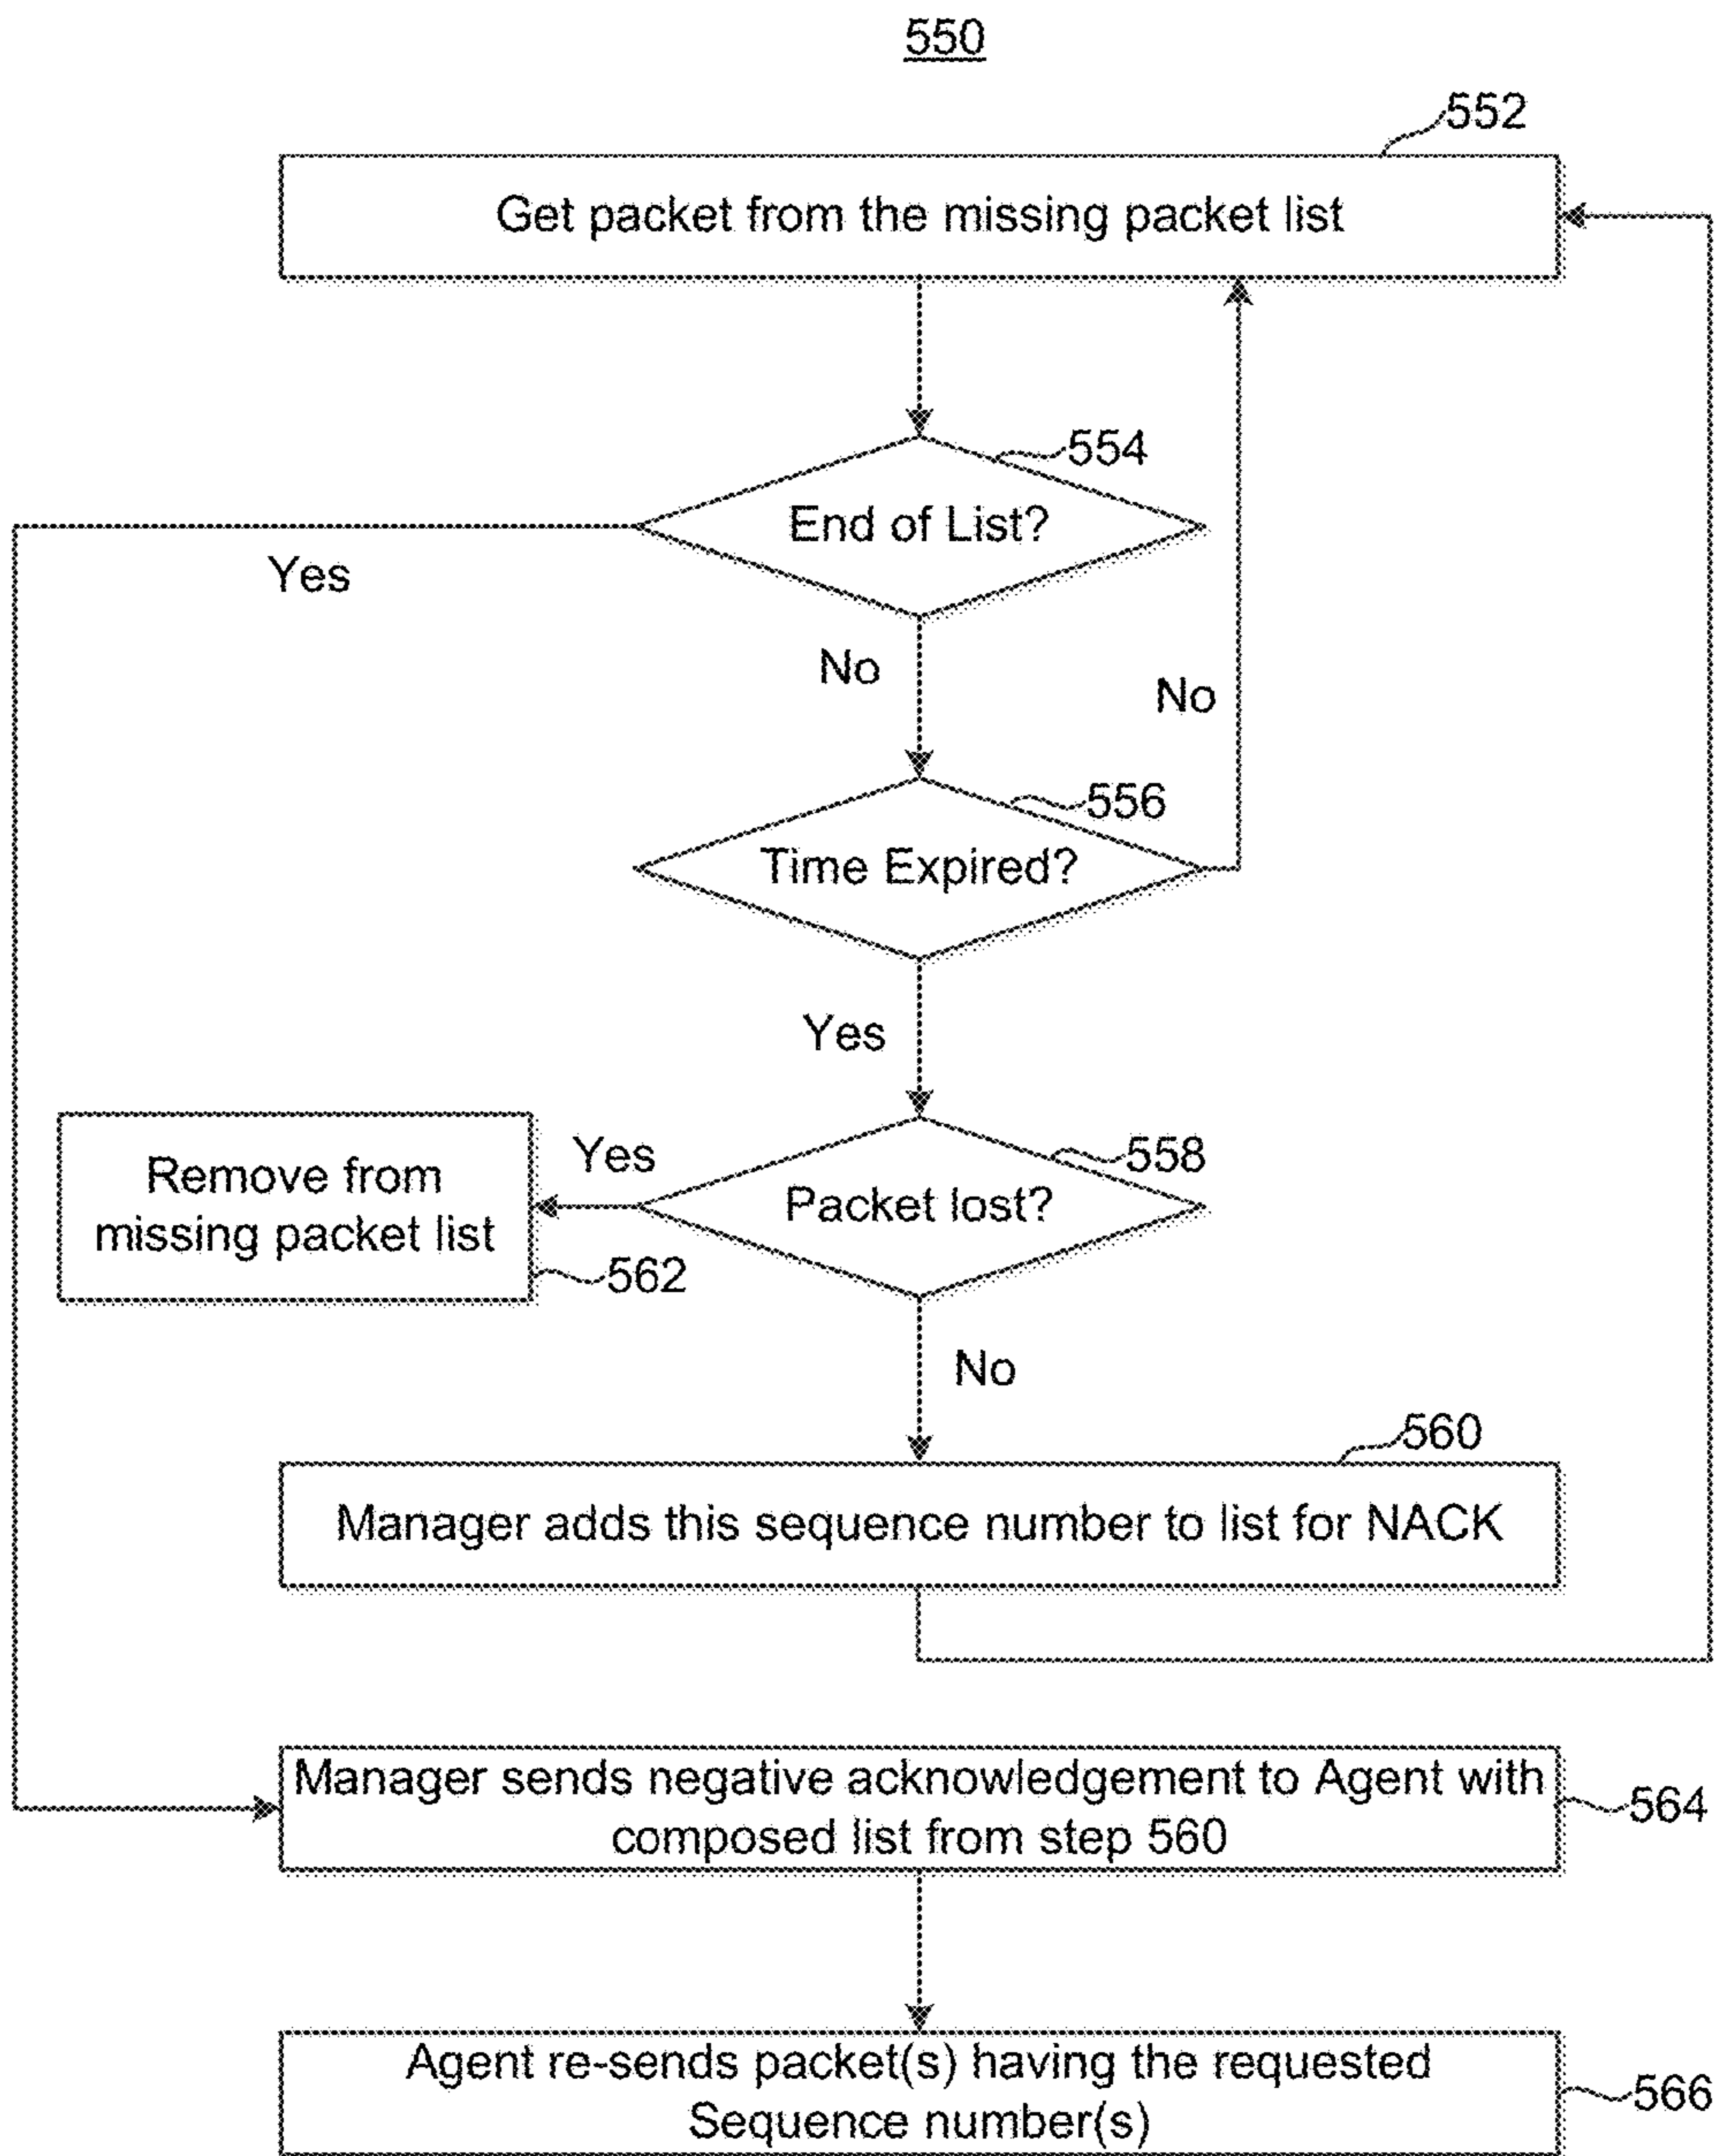 550
552
Get packet from the missing packet list
554
End of List?
Yes
No
No
556
Time Expired?
Yes
558
Yes
Packet lost?
Remove from
missing packet list
562
No
560
Manager adds this sequence number to list for NACK
Manager sends negative acknowledgement to Agent with
composed list from step 560
564
Agent re-sends packet(s) having the requested
Sequence number(s)
566